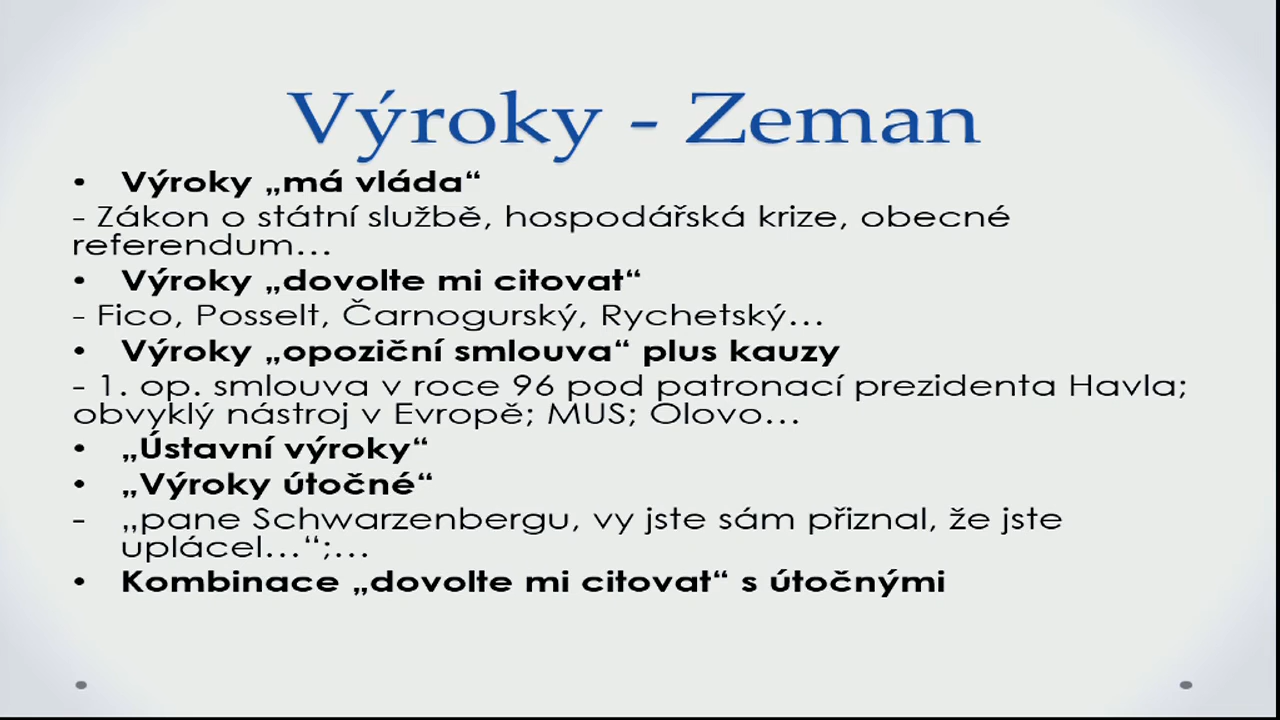 Výroky - Zeman
• Výroky „má vláda“
- Zákon o státní službě, hospodářská krize, obecné
referendum…
• Výroky „dovolte mi citovat“
- Fico, Posselt, Čarnogurský, Rychetský…
• Výroky „opoziční smlouva“ plus kauzy
- 1. op. smlouva v roce 96 pod patronací prezidenta Havla;
obvyklý nástroj v Evropě; MUS; Olovo…
• „Ústavní výroky“
• „Výroky útočné“
- „pane Schwarzenbergu, vy jste sám přiznal, že jste
uplácel…“;…
• Kombinace „dovolte mi citovat“ s útočnými